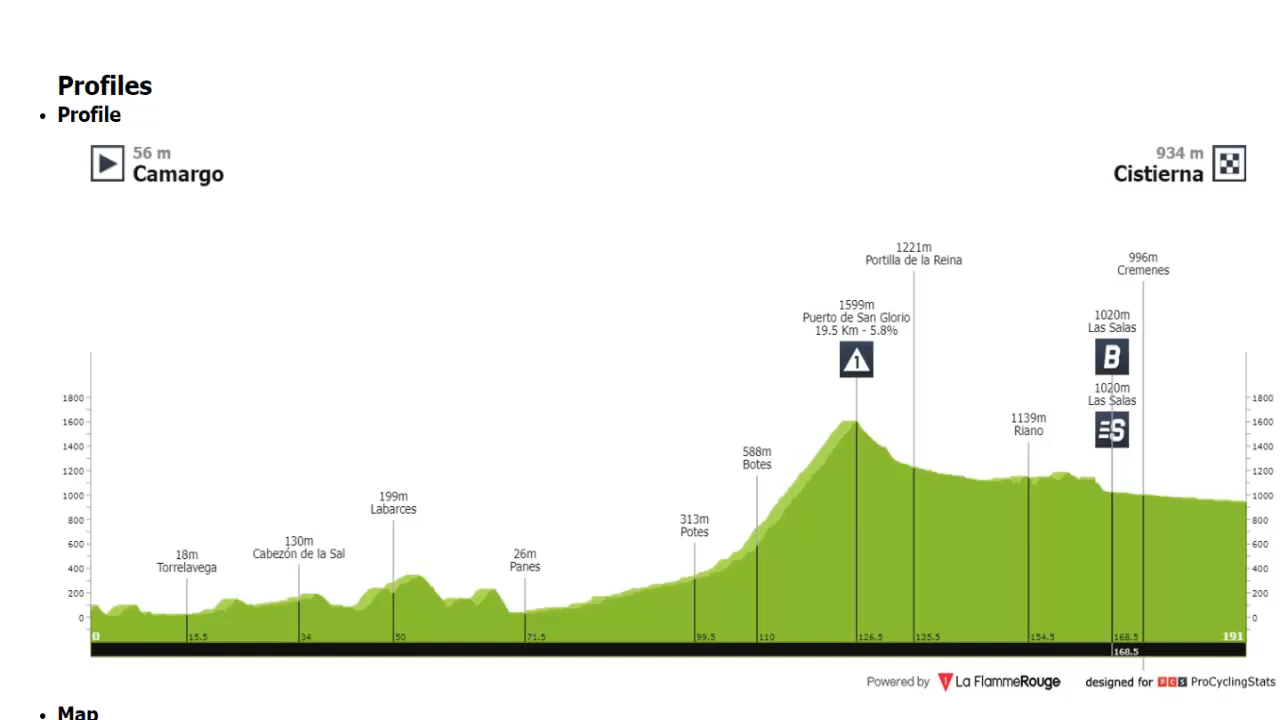 Profiles
Profile
56 m
Camargo
934 m
Cistierna
1221m
Portilla de la Reina
996m
Cremenes
1599m
Puerto de San Glorio
19.5 Km - 5.8%
1
1020m
Las Salas
B
1020m
Las Salas
S
1139m
Riano
588m
Botes
199m
Labarces
313m
Potes
130m
Cabezón de la Sal
18m
Torrelavega
26m
Panes
1800
1600
1400
1200
1000
800
600
400
200
0
1800
1600
1400
1200
1000
800
600
400
200
0
0 15.5 34 50 71.5 99.5 110 126.5 135.5 154.5 168.5 191
168.5
Powered by 1 La FlammeRouge designed for PCS ProCyclingStats
Map